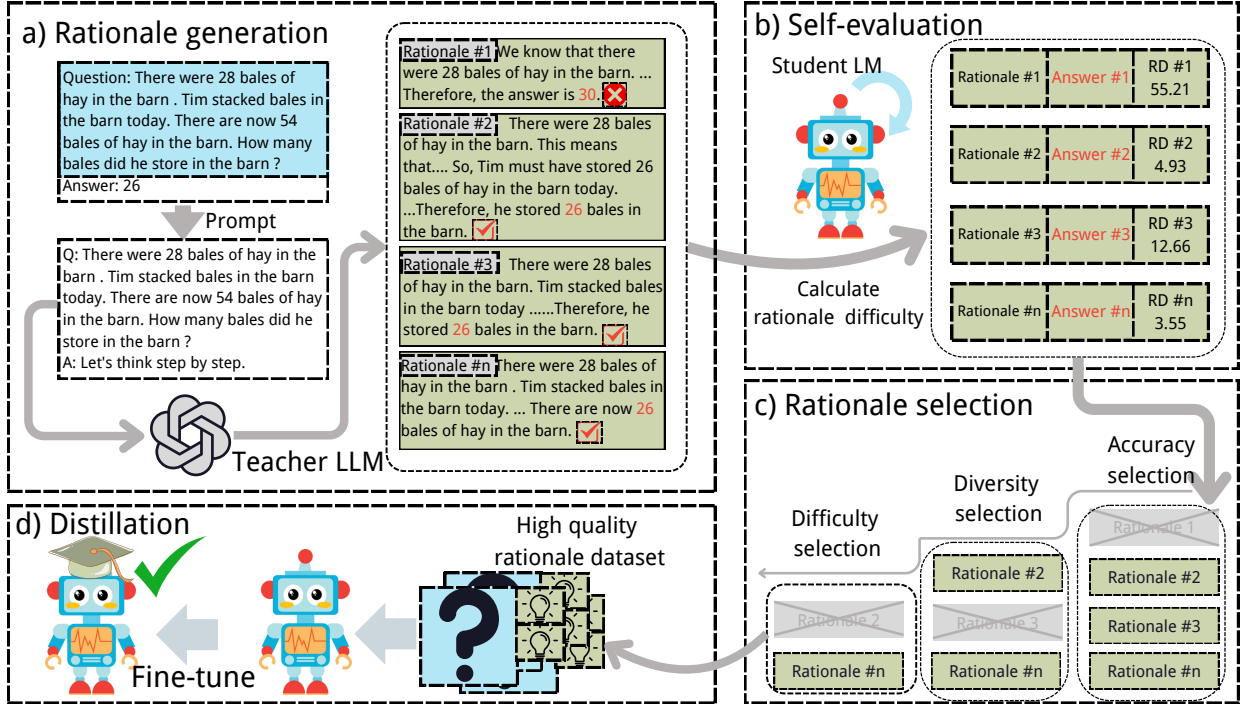 a) Rationale generation
Question: There were 28 bales of
hay in the barn . Tim stacked bales in
the barn today. There are now 54
bales of hay in the barn. How many
bales did he store in the barn ?
Answer: 26
Prompt
Q: There were 28 bales of hay in the
barn . Tim stacked bales in the barn
today. There are now 54 bales of hay
in the barn. How many bales did he
store in the barn ?
A: Let's think step by step.
Teacher LLM
Rationale #1 We know that there
were 28 bales of hay in the barn. ...
Therefore, the answer is 30.
Rationale #2 There were 28 bales
of hay in the barn. This means
that.... So, Tim must have stored 26
bales of hay in the barn today.
...Therefore, he stored 26 bales in
the barn.
Rationale #3 There were 28 bales
of hay in the barn. Tim stacked bales
in the barn today ......Therefore, he
stored 26 bales in the barn.
Rationale #n There were 28 bales of
hay in the barn . Tim stacked bales in
the barn today. ... There are now 26
bales of hay in the barn.
b) Self-evaluation
Student LM
Calculate
rationale difficulty
Rationale #1 Answer #1 RD #1
55.21
Rationale #2 Answer #2 RD #2
4.93
Rationale #3 Answer #3 RD #3
12.66
Rationale #n Answer #n RD #n
3.55
c) Rationale selection
Accuracy
selection
Rationale 1
Rationale #2
Rationale #3
Rationale #n
Diversity
selection
Rationale #2
Rationale 3
Rationale #n
Difficulty
selection
Rationale 2
Rationale #n
d) Distillation
High quality
rationale dataset
?
Fine-tune